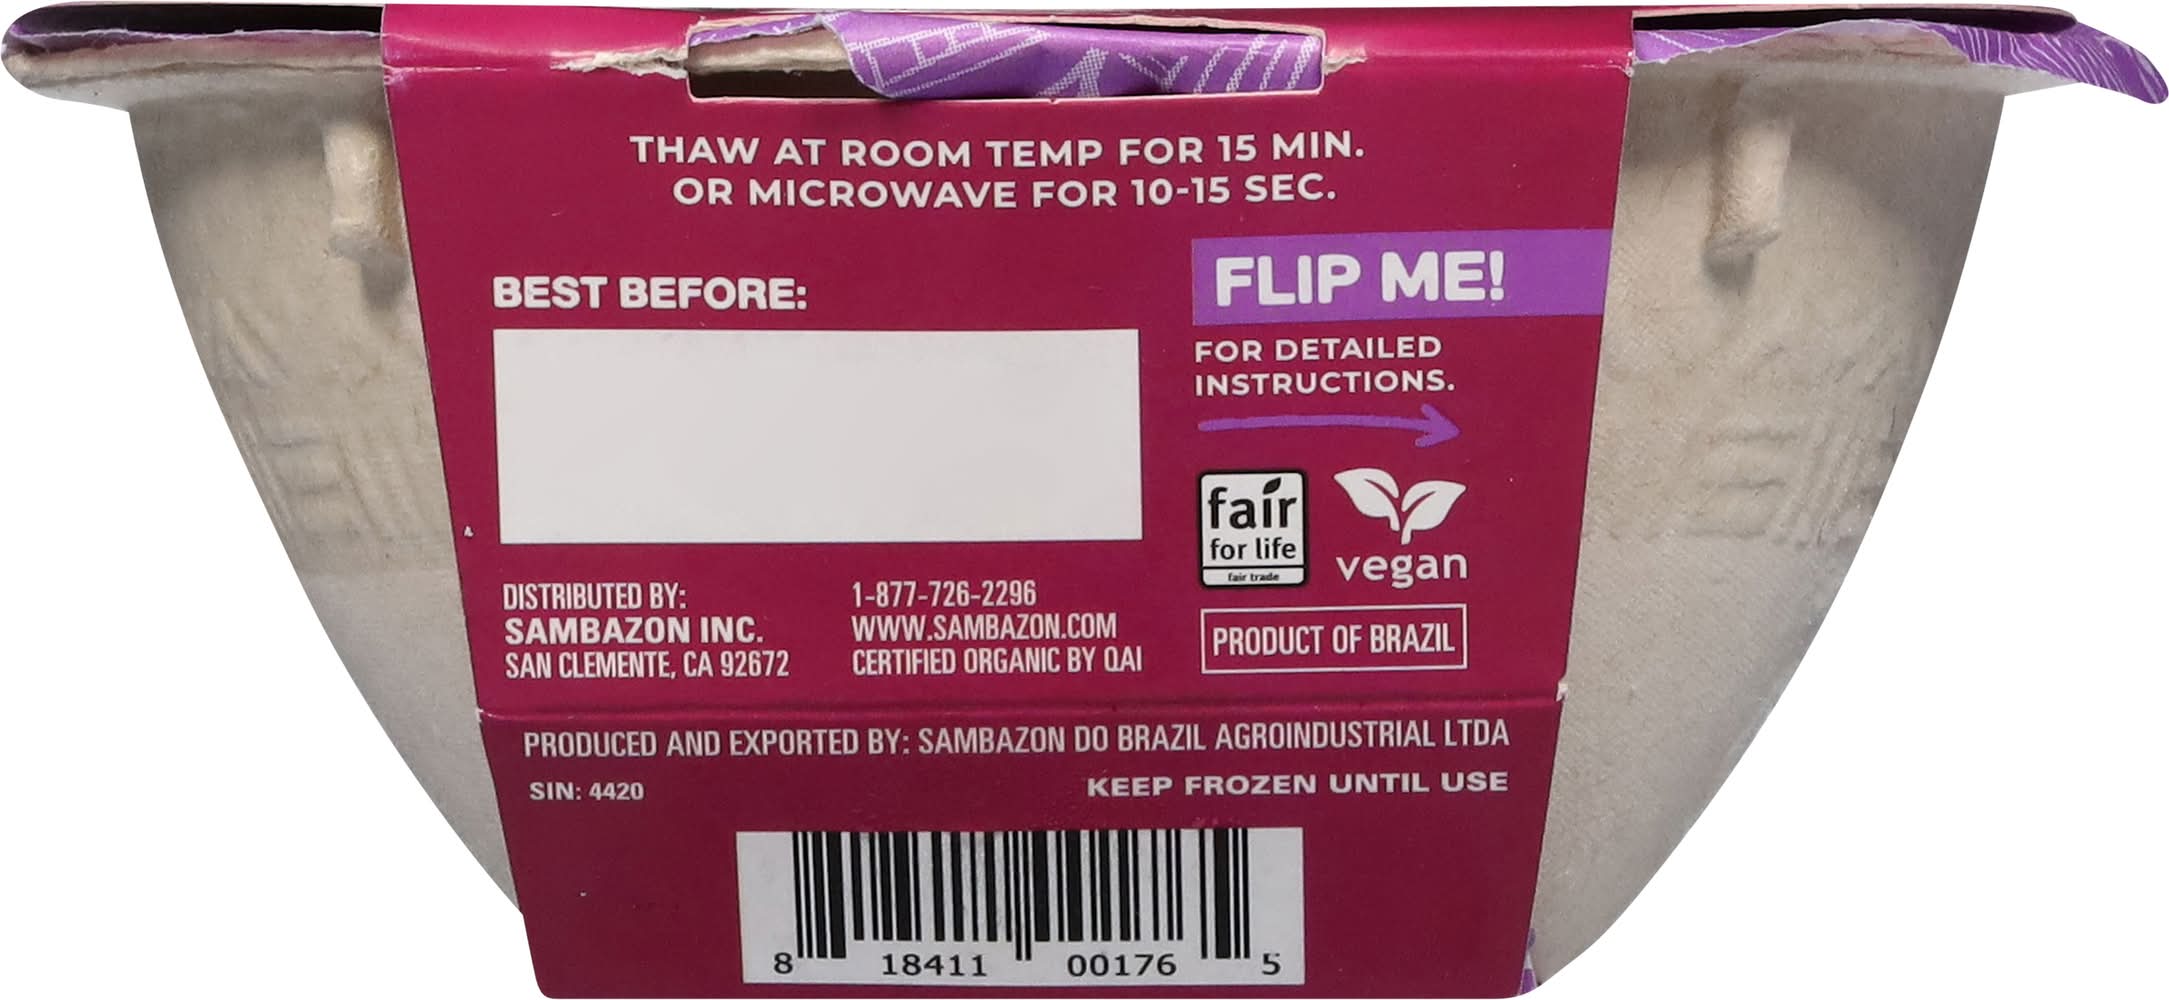 THAW AT ROOM TEMP FOR 15 MIN.
OR MICROWAVE FOR 10-15 SEC.
BEST BEFORE:
FLIP ME!
FOR DETAILED
INSTRUCTIONS.
fair
for life
fair trade
vegan
DISTRIBUTED BY:
SAMBAZON INC.
SAN CLEMENTE, CA 92672
1-877-726-2296
WWW.SAMBAZON.COM
CERTIFIED ORGANIC BY QAI
PRODUCT OF BRAZIL
PRODUCED AND EXPORTED BY: SAMBAZON DO BRAZIL AGROINDUSTRIAL LTDA
SIN: 4420
KEEP FROZEN UNTIL USE
8 18411 00176 5